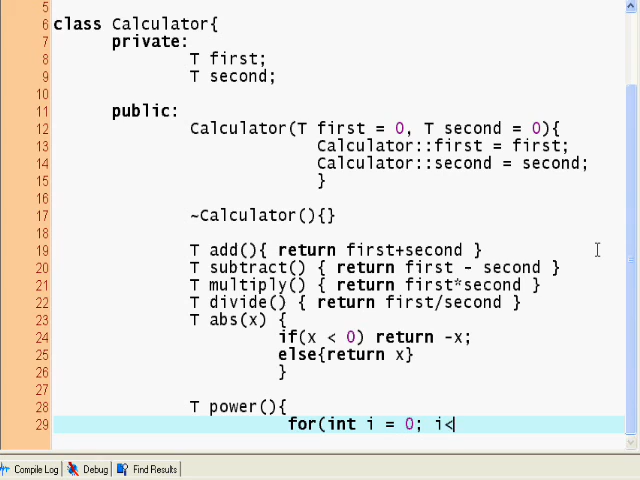 5
6 class Calculator{
7 private:
8 T first;
9 T second;
10
11 public:
12 Calculator(T first = 0, T second = 0){
13 Calculator::first = first;
14 Calculator::second = second;
15 }
16
17 ~Calculator(){}
18
19 T add(){ return first+second }
20 T subtract() { return first - second }
21 T multiply() { return first*second }
22 T divide() { return first/second }
23 T abs(x) {
24 if(x < 0) return -x;
25 else{return x}
26 }
27
28 T power(){
29 for(int i = 0; i<
Compile Log Debug Find Results